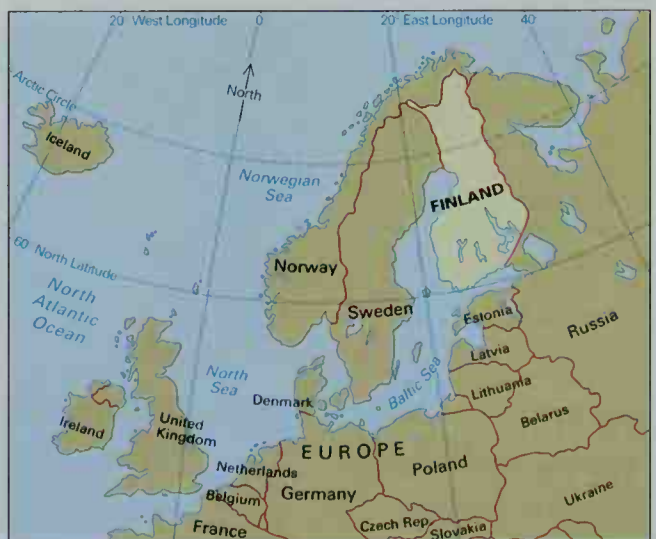 20 West Longitude
0
20 East Longitude
40
North
Arctic Circle
Iceland
Norwegian
Sea
FINLAND
60 North Latitude
North
Atlantic
Ocean
Norway
Sweden
Estonia
Russia
Latvia
North
Sea
Baltic Sea
Lithuania
Denmark
Belarus
Ireland
United
Kingdom
EUROPE
Netherlands
Poland
Belgium
Germany
Ukraine
Czech Rep.
Slovakia
France